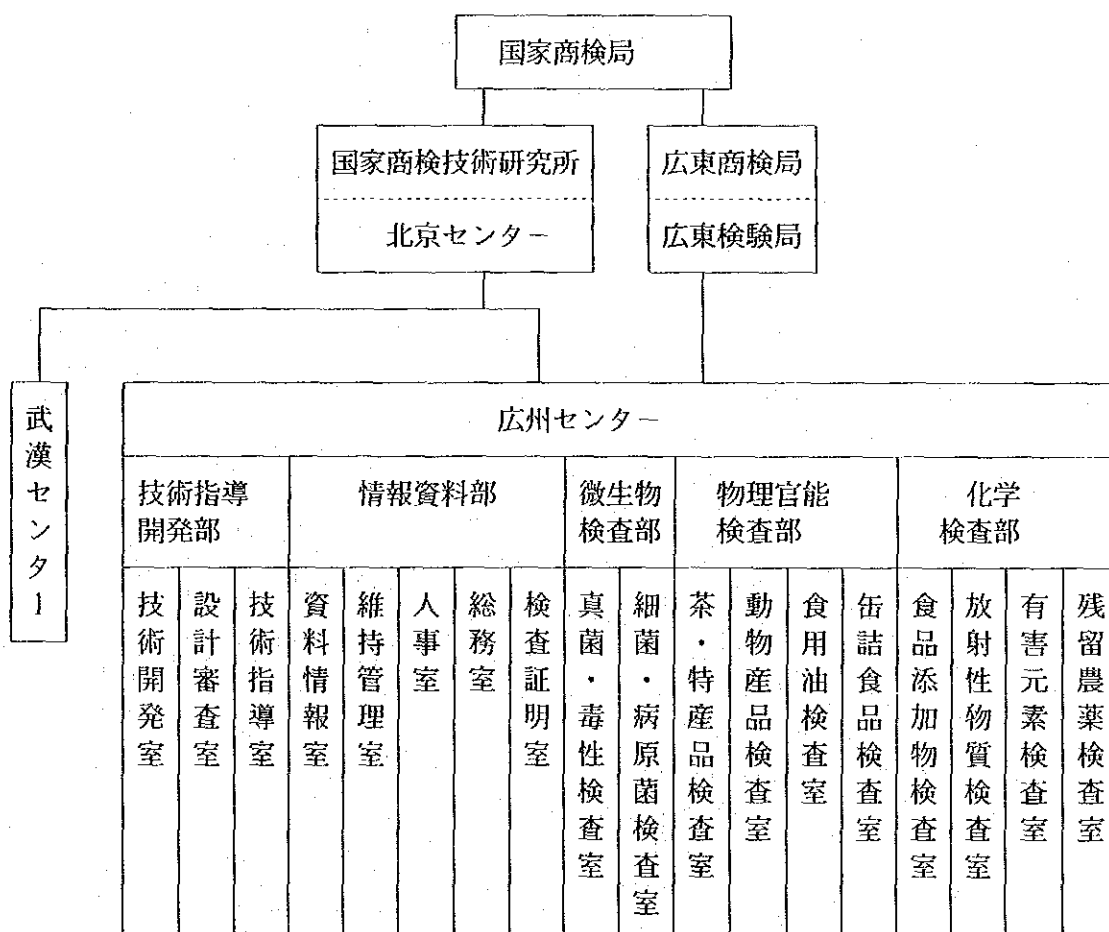 国家商検局
国家商検技術研究所
北京センター
広東商検局
広東検験局
武漢センター
広州センター
技術指導
開発部
情報資料部
微生物
検査部
物理官能
検査部
化学
検査部
技術開発室
設計審査室
技術指導室
資料情報室
維持管理室
人事室
総務室
検査証明室
真菌・毒性検査室
細菌・病原菌検査室
茶・特産品検査室
動物産品検査室
食用油検査室
缶詰食品検査室
食品添加物検査室
放射性物質検査室
有害元素検査室
残留農薬検査室